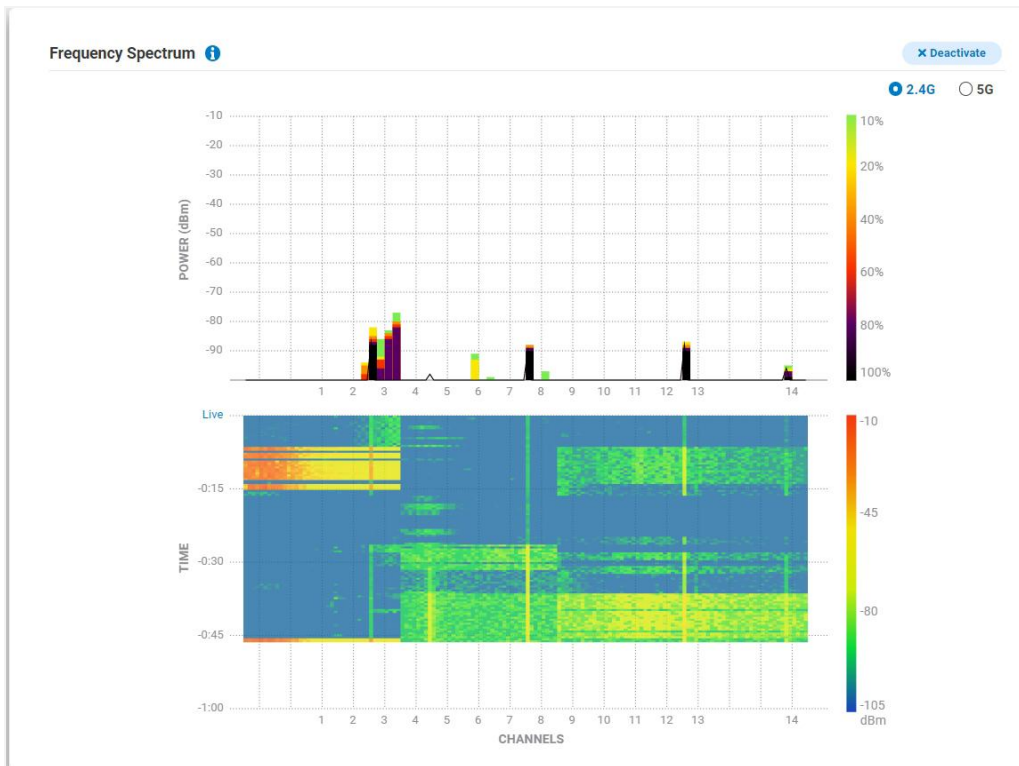 Frequency Spectrum
Deactivate
2.4G 5G
-10
-20
-30
-40
-50
-60
-70
-80
-90
POWER (dBm)
10%
20%
40%
60%
80%
100%
1 2 3 4 5 6 7 8 9 10 11 12 13 14
Live
-0:15
-0:30
-0:45
-1:00
TIME
-10
-45
-80
-105
dBm
1 2 3 4 5 6 7 8 9 10 11 12 13 14
CHANNELS